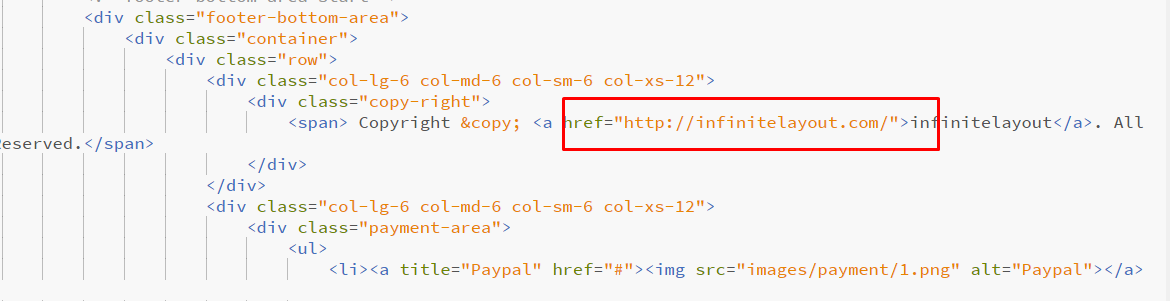 <div class="footer-bottom-area">
<div class="container">
<div class="row">
<div class="col-lg-6 col-md-6 col-sm-6 col-xs-12">
<div class="copy-right">
<span> Copyright &copy; <a href="http://infinitelayout.com/">infinitelayout</a>. All
Reserved.</span>
</div>
</div>
<div class="col-lg-6 col-md-6 col-sm-6 col-xs-12">
<div class="payment-area">
<ul>
<li><a title="Paypal" href="#"><img src="images/payment/1.png" alt="Paypal"></a>